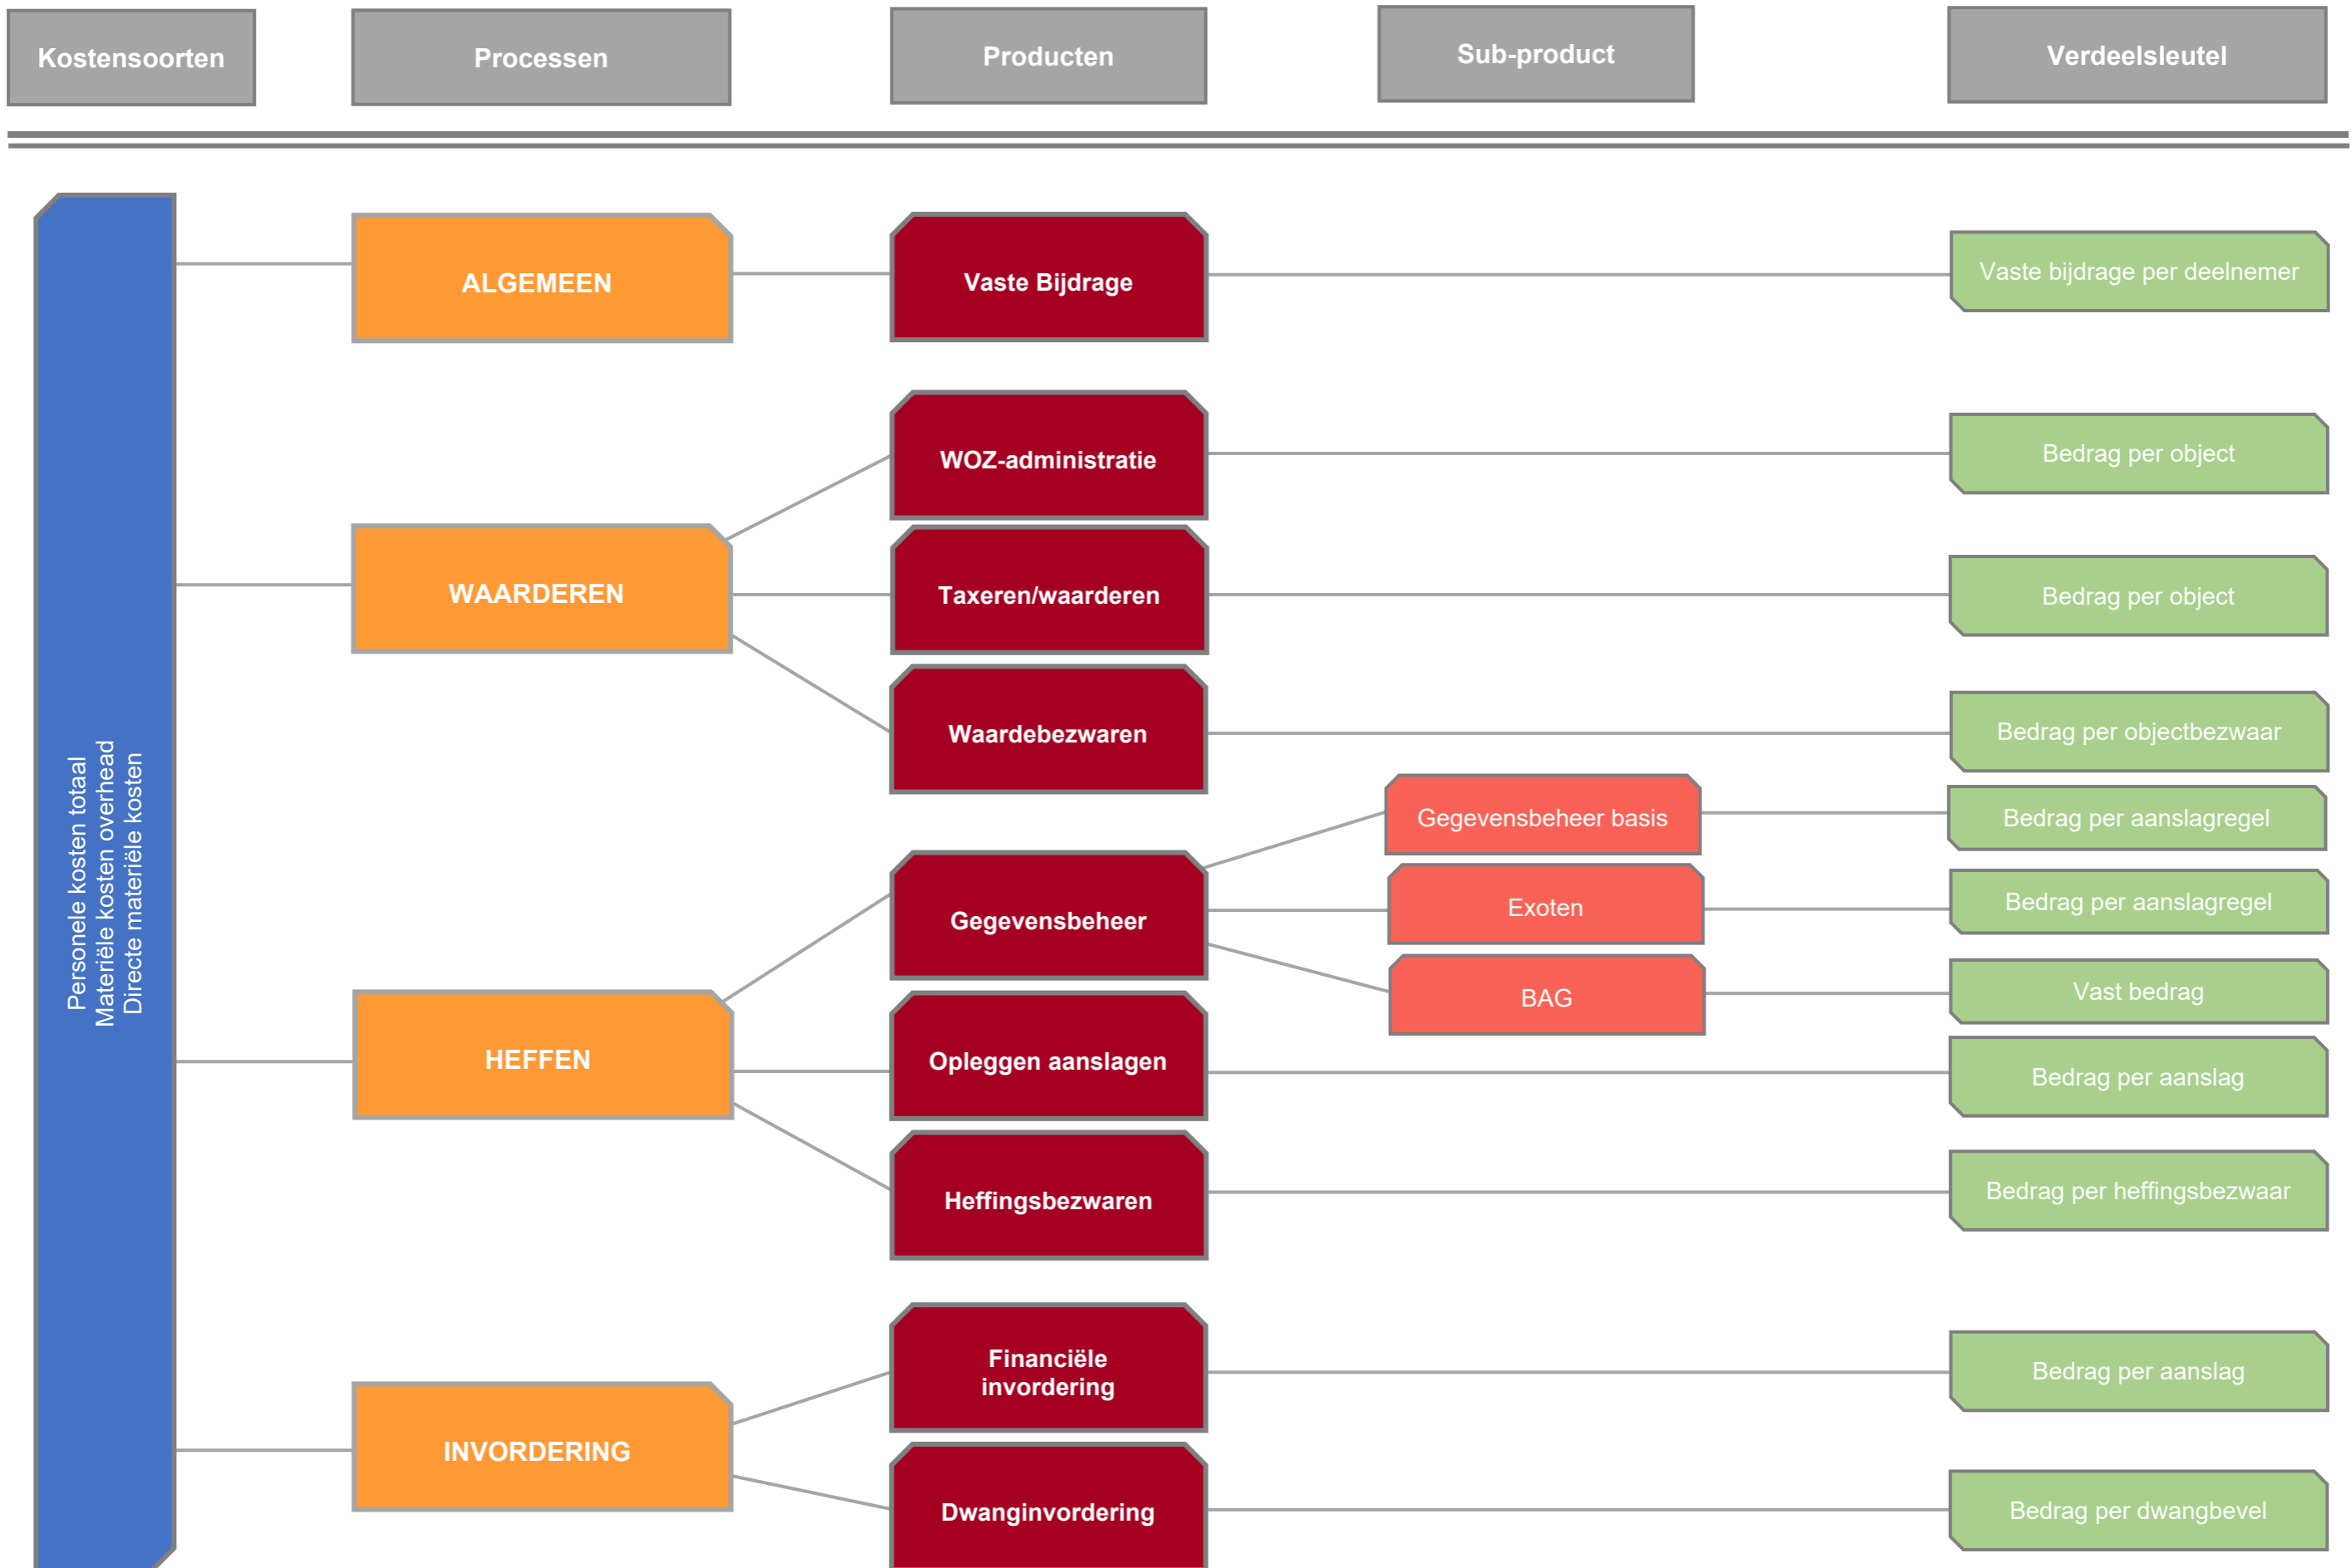 Kostensoorten
Processen
Producten
Sub-product
Verdeelsleutel
Personele kosten totaal
Materiële kosten overhead
Directe materiële kosten
ALGEMEEN
Vaste Bijdrage
Vaste bijdrage per deelnemer
WAARDEREN
WOZ-administratie
Bedrag per object
Taxeren/waarderen
Bedrag per object
Waardebezwaren
Bedrag per objectbezwaar
HEFFEN
Gegevensbeheer
Gegevensbeheer basis
Bedrag per aanslagregel
Exoten
Bedrag per aanslagregel
BAG
Vast bedrag
Opleggen aanslagen
Bedrag per aanslag
Heffingsbezwaren
Bedrag per heffingsbezwaar
INVORDERING
Financiële
invordering
Bedrag per aanslag
Dwanginvordering
Bedrag per dwangbevel